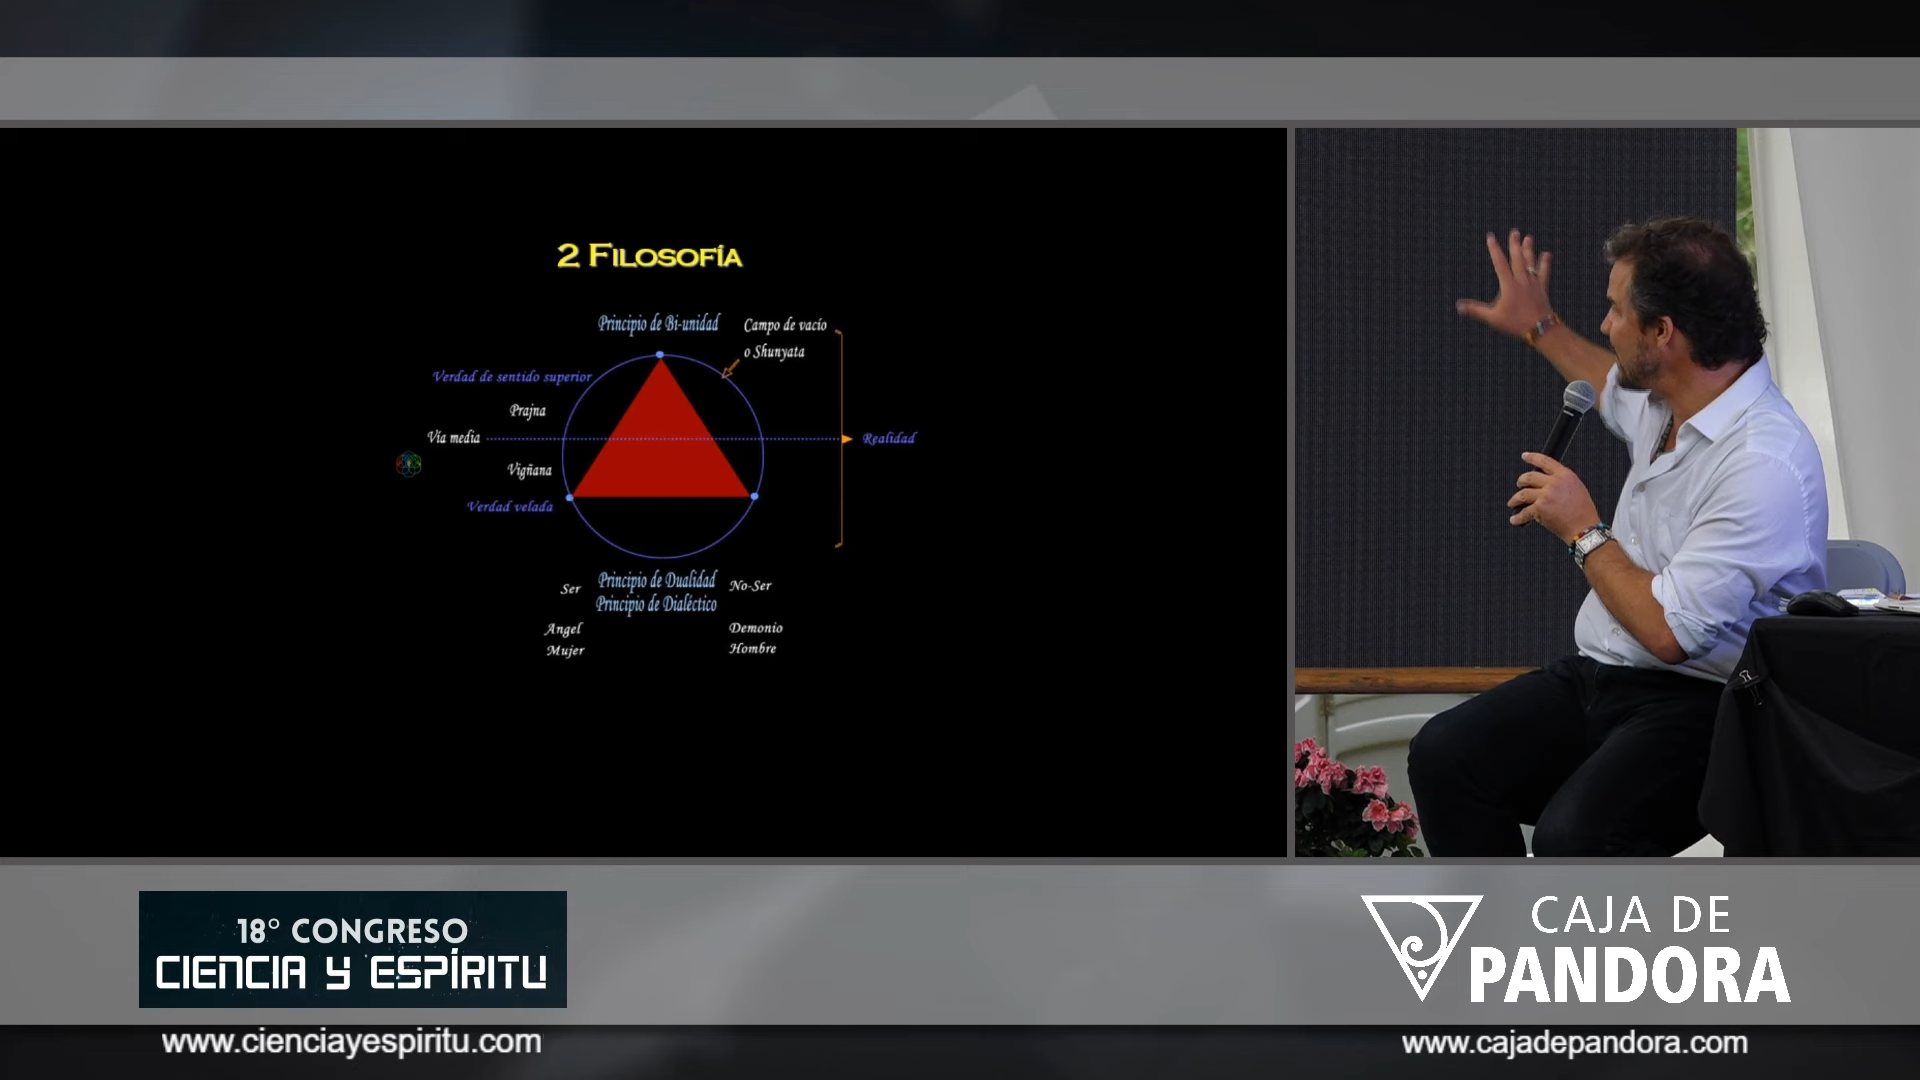 2 FILOSOFÍA
Principio de Bi-unidad
Campo de vacío
o Shunyata
Verdad de sentido superior
Prajna
Vía media
Realidad
Vigñana
Verdad velada
Ser
Principio de Dualidad
No-Ser
Principio de Dialéctico
Angel
Demonio
Mujer
Hombre
18° CONGRESO
CIENCIA Y ESPÍRITU
www.cienciayespiritu.com
CAJA DE
PANDORA
www.cajadepandora.com